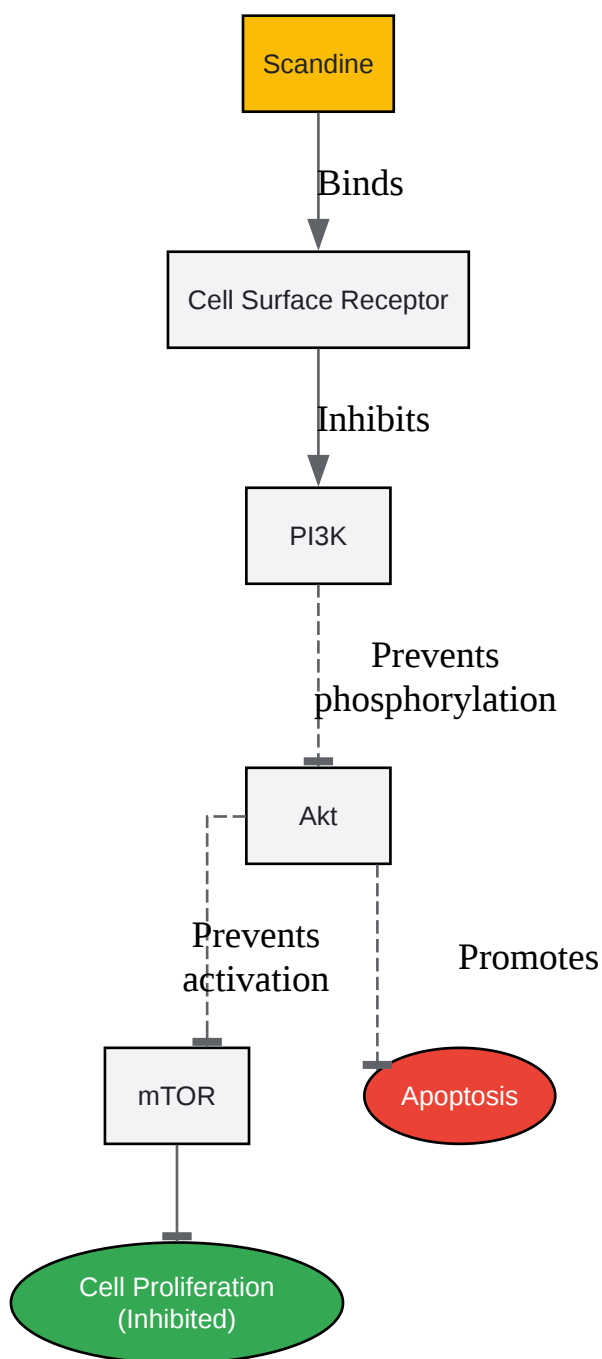 Scandine
Binds
Cell Surface Receptor
Inhibits
PI3K
Prevents
phosphorylation
Akt
Prevents
activation
Promotes
mTOR
Apoptosis
Cell Proliferation
(Inhibited)